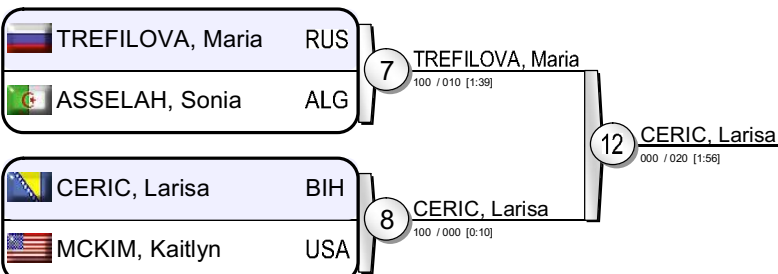 TREFILOVA, Maria RUS
ASSELAH, Sonia ALG
7
TREFILOVA, Maria
100 / 010 [1:39]
CERIC, Larisa BIH
MCKIM, Kaitlyn USA
8
CERIC, Larisa
100 / 000 [0:10]
12
CERIC, Larisa
000 / 020 [1:56]